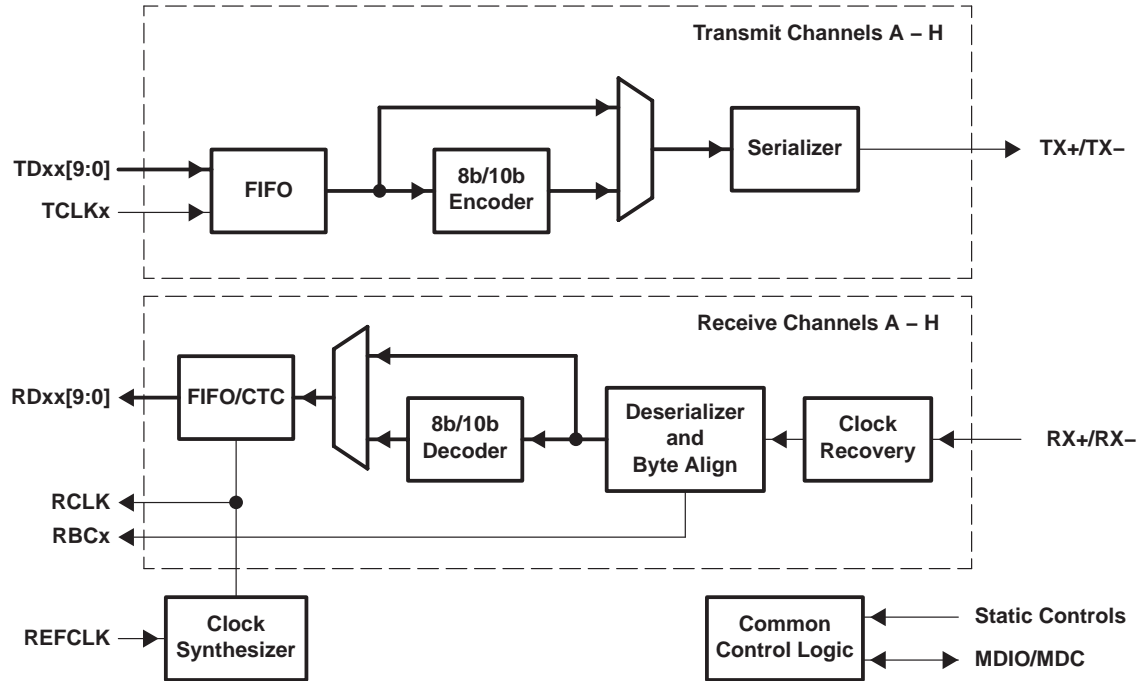 Transmit Channels A – H
TDxx[9:0]
TCLKx
FIFO
8b/10b
Encoder
Serializer
TX+/TX–
Receive Channels A – H
RDxx[9:0]
FIFO/CTC
8b/10b
Decoder
Deserializer
and
Byte Align
Clock
Recovery
RX+/RX–
RCLK
RBCx
REFCLK
Clock
Synthesizer
Common
Control Logic
Static Controls
MDIO/MDC